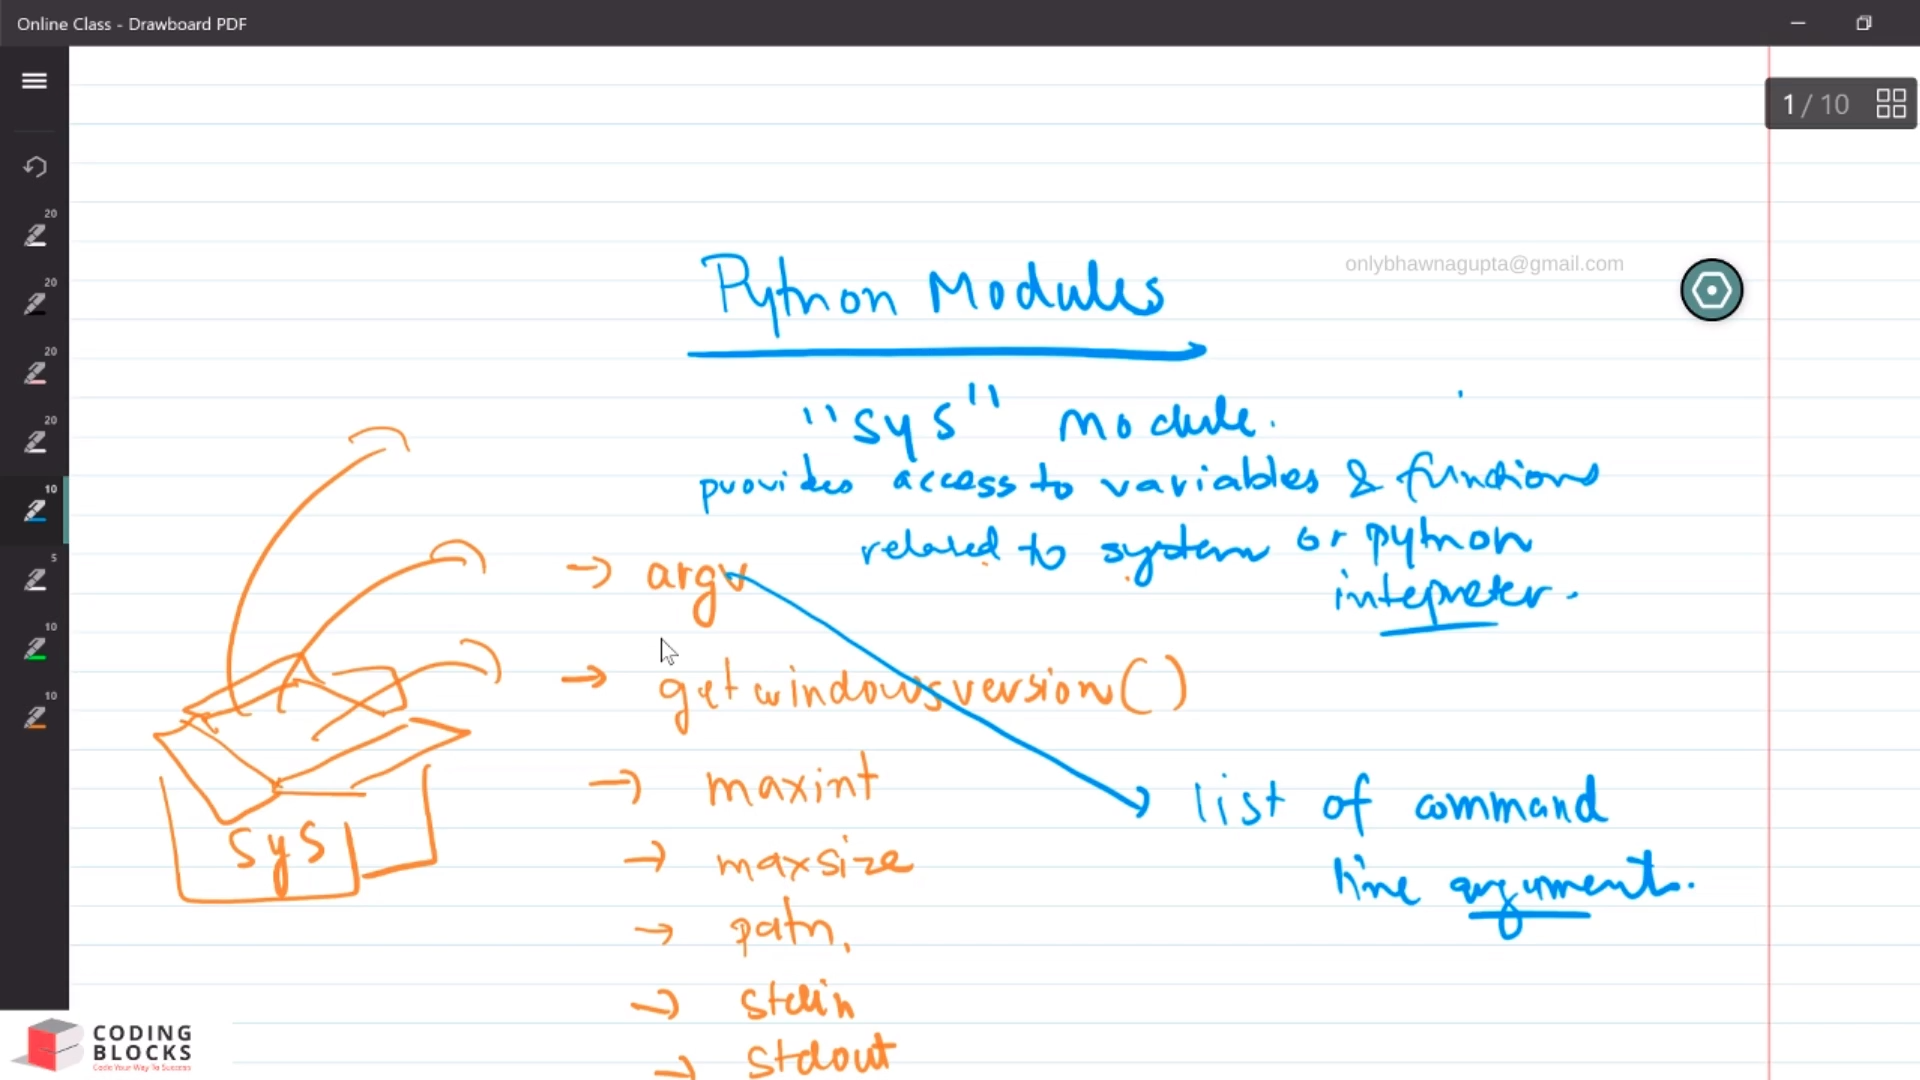 Online Class - Drawboard PDF
1 / 10
20
20
20
20
10
5
10
10
onlybhawnagupta@gmail.com
Python Modules
"sys" Module.
provides access to variables & functions
related to system or python
intepreter.
→ argv
→ getwindowsversion()
→ maxint
→ maxsize
→ path,
→ stdin
→ stdout
list of command
line argument.
sys
CODING
BLOCKS
Code Your Way To Success